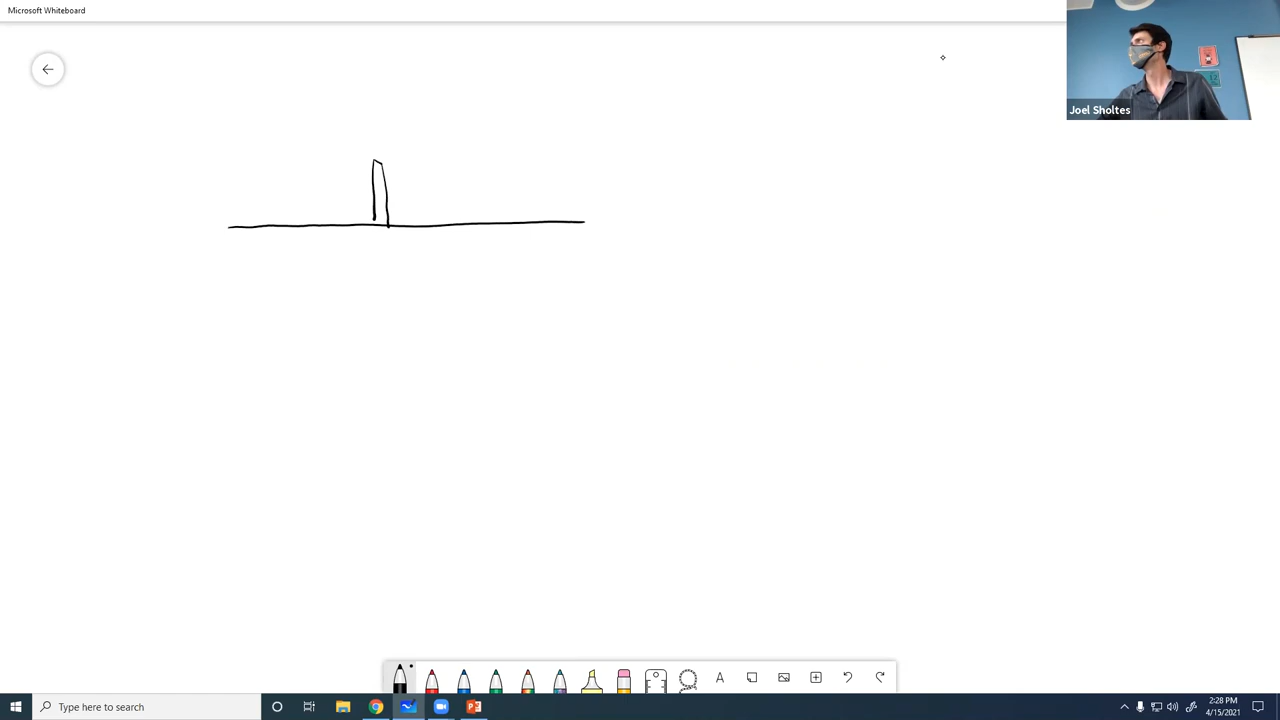 Microsoft Whiteboard
Joel Sholtes
A
Type here to search
2:28 PM
4/15/2021